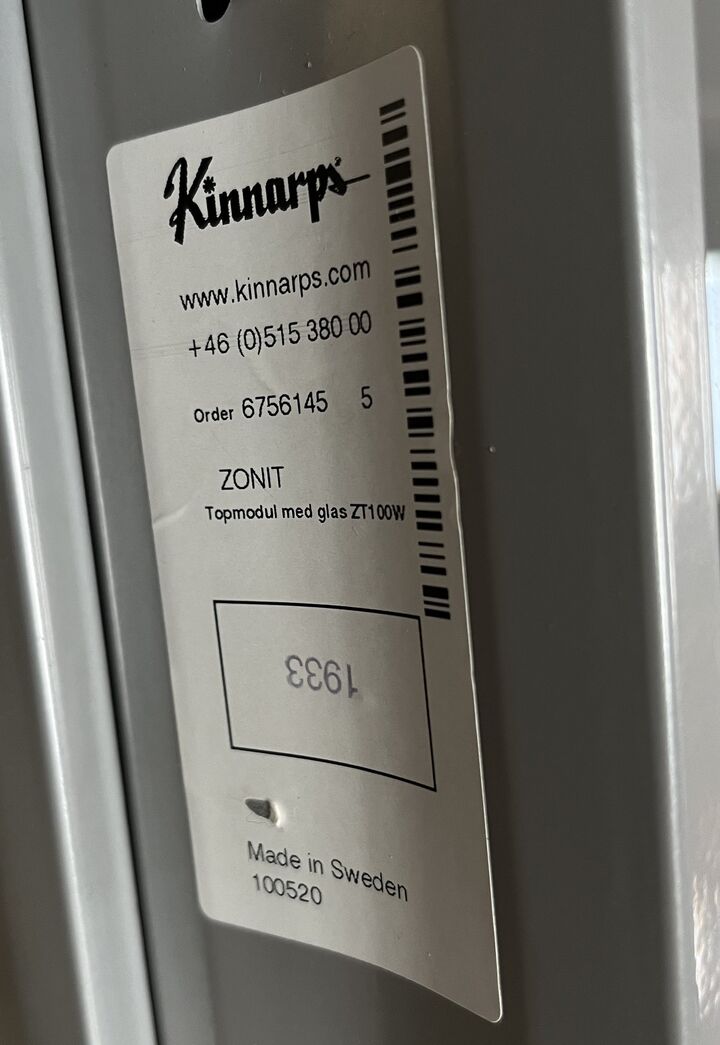 Kinnarps
www.kinnarps.com
+46 (0)515 380 00
Order 6756145 5
ZONIT
Topmodul med glas ZT100W
1933
Made in Sweden
100520